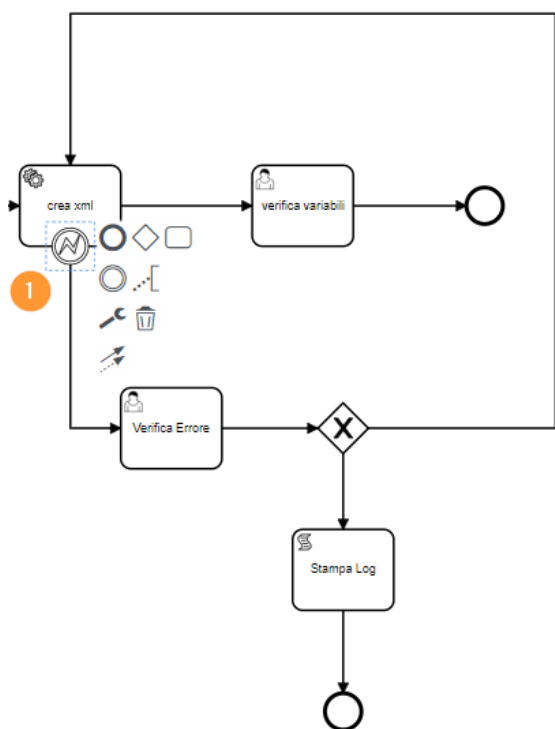 crea xml
verifica variabili
1
Verifica Errore
X
Stampa Log